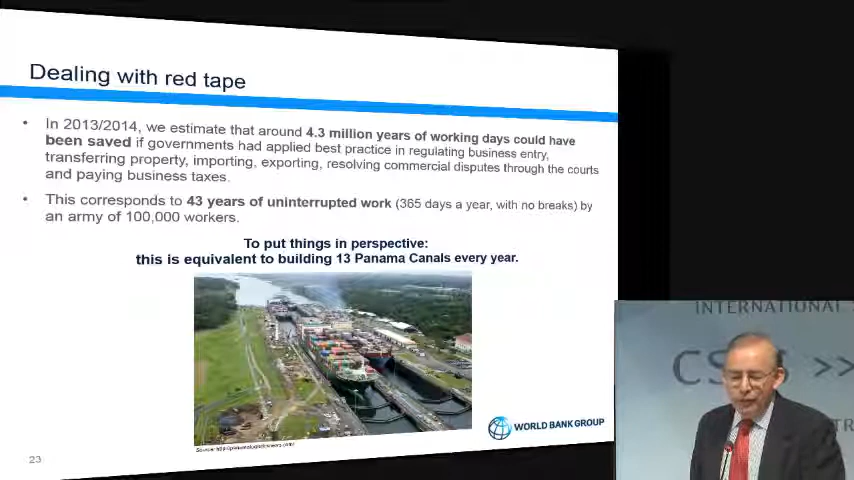 Dealing with red tape
• In 2013/2014, we estimate that around 4.3 million years of working days could have
been saved if governments had applied best practice in regulating business entry,
transferring property, importing, exporting, resolving commercial disputes through the courts
and paying business taxes.
• This corresponds to 43 years of uninterrupted work (365 days a year, with no breaks) by
an army of 100,000 workers.
To put things in perspective:
this is equivalent to building 13 Panama Canals every year.
WORLD BANK GROUP
23
INTERNATIONAL
CS
>>